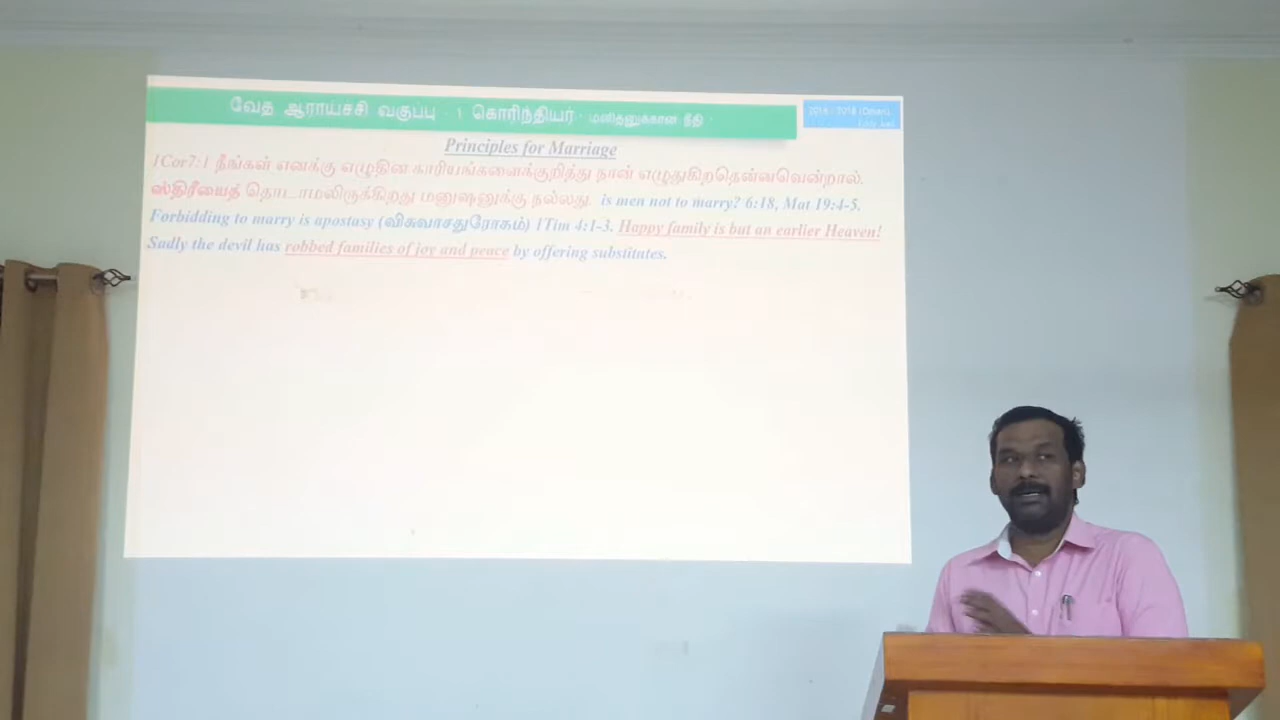 வேத ஆராய்ச்சி வகுப்பு - 1 கொரிந்தியர்
Principles for Marriage
1Cor7:1 நீங்கள் எனக்கு எழுதின காரியங்களைக்குறித்து நான் எழுதுகிறதென்னவென்றால்.
ஸ்திரீயைத் தொடாமலிருக்கிறது மனுஷனுக்கு நல்லது. is men not to marry? 6:18, Mat 19:4-5.
Forbidding to marry is apostasy (விசுவாசதுரோகம்) 1Tim 4:1-3. Happy family is but an earlier Heaven!
Sadly the devil has robbed families of joy and peace by offering substitutes.